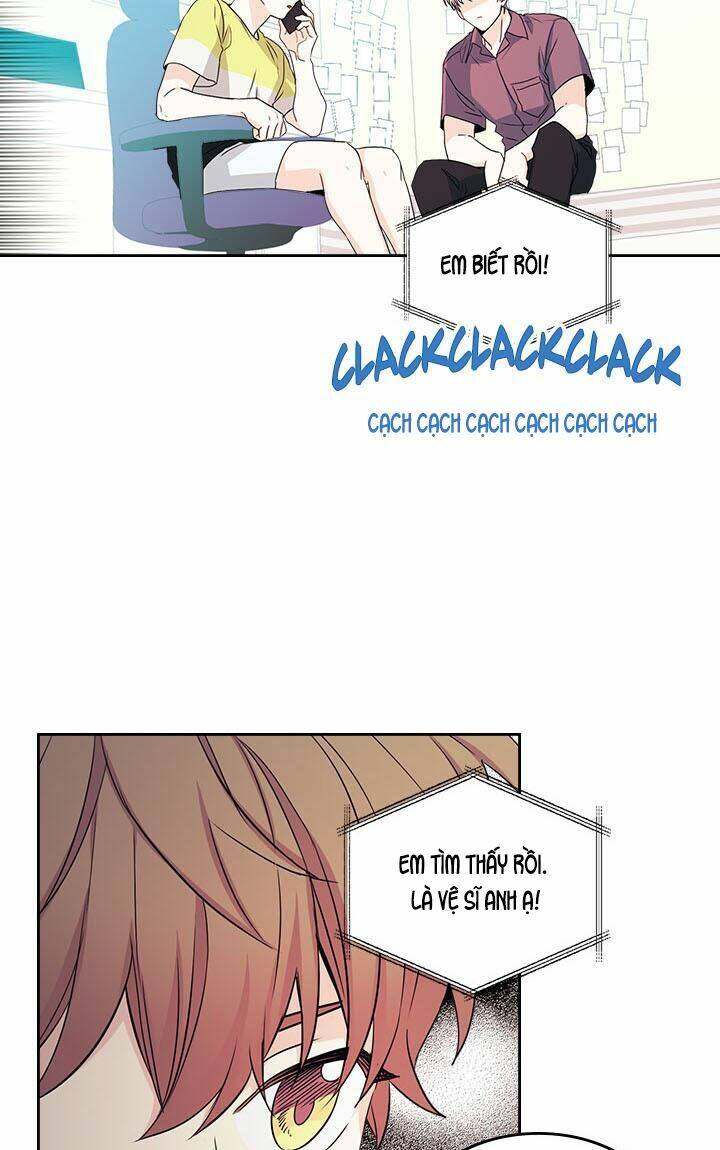 EM BIẾT RỒI!
CLACKCLACKCLACK
CẠCH CẠCH CẠCH CẠCH CẠCH CẠCH
EM TÌM THẤY RỒI.
LÀ VỆ SĨ ANH Ạ!